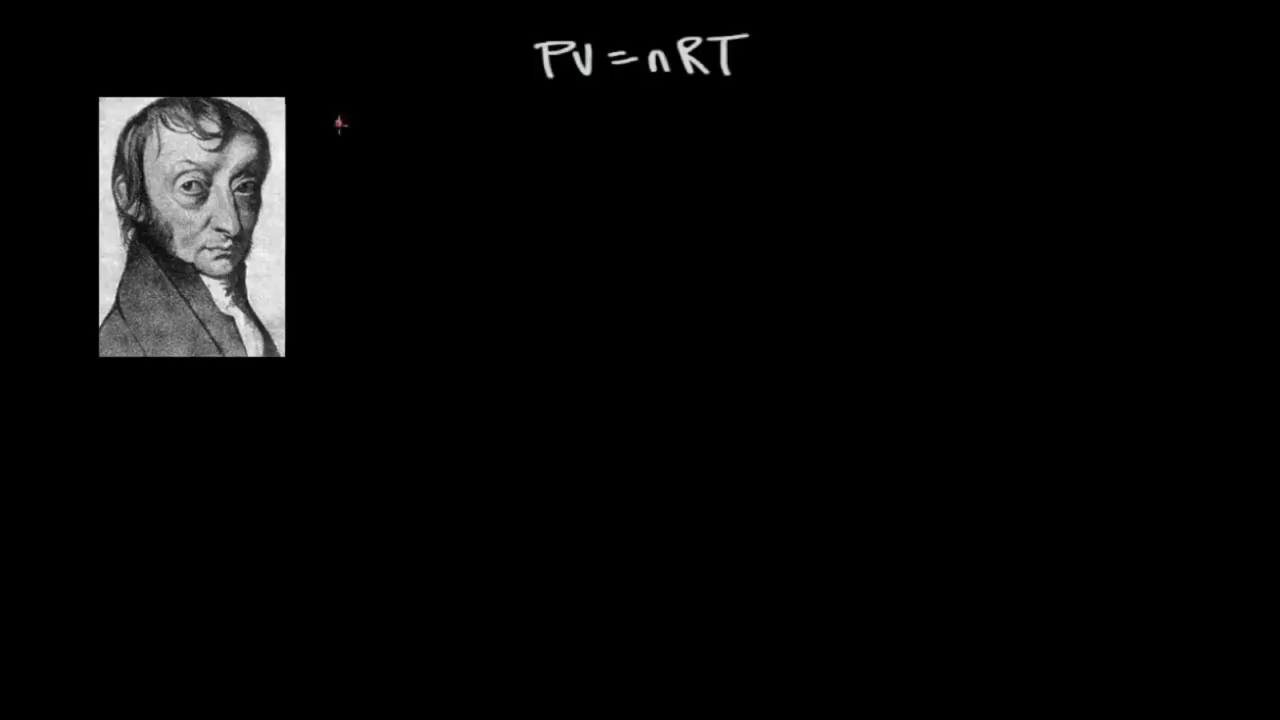 PV = nRT